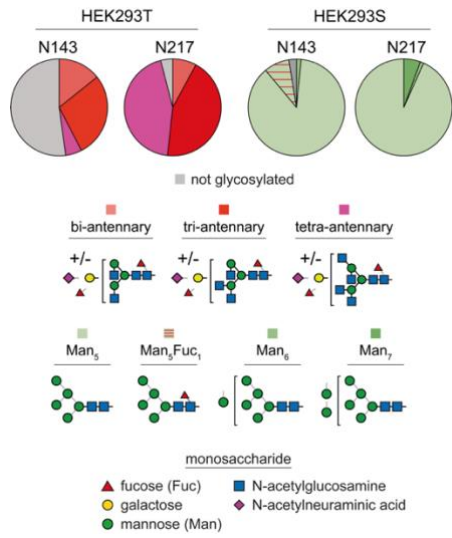 HEK293T HEK293S
N143 N217 N143 N217
not glycosylated
bi-antennary tri-antennary tetra-antennary
+/- +/- +/-
Man5 Man5Fuc1 Man6 Man7
monosaccharide
fucose (Fuc) N-acetylglucosamine
galactose N-acetylneuraminic acid
mannose (Man)